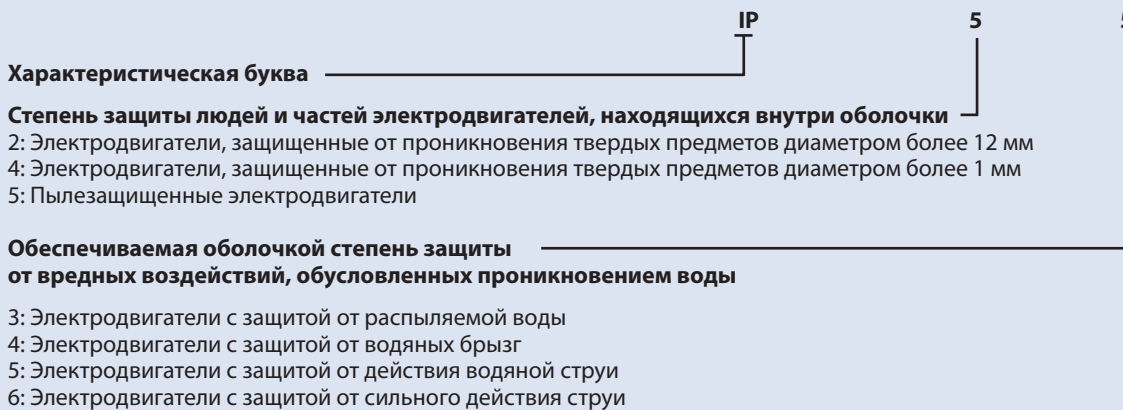 IP 5 5
Характеристическая буква
Степень защиты людей и частей электродвигателей, находящихся внутри оболочки
2: Электродвигатели, защищенные от проникновения твердых предметов диаметром более 12 мм
4: Электродвигатели, защищенные от проникновения твердых предметов диаметром более 1 мм
5: Пылезащищенные электродвигатели
Обеспечиваемая оболочкой степень защиты
от вредных воздействий, обусловленных проникновением воды
3: Электродвигатели с защитой от распыляемой воды
4: Электродвигатели с защитой от водяных брызг
5: Электродвигатели с защитой от действия водяной струи
6: Электродвигатели с защитой от сильного действия струи